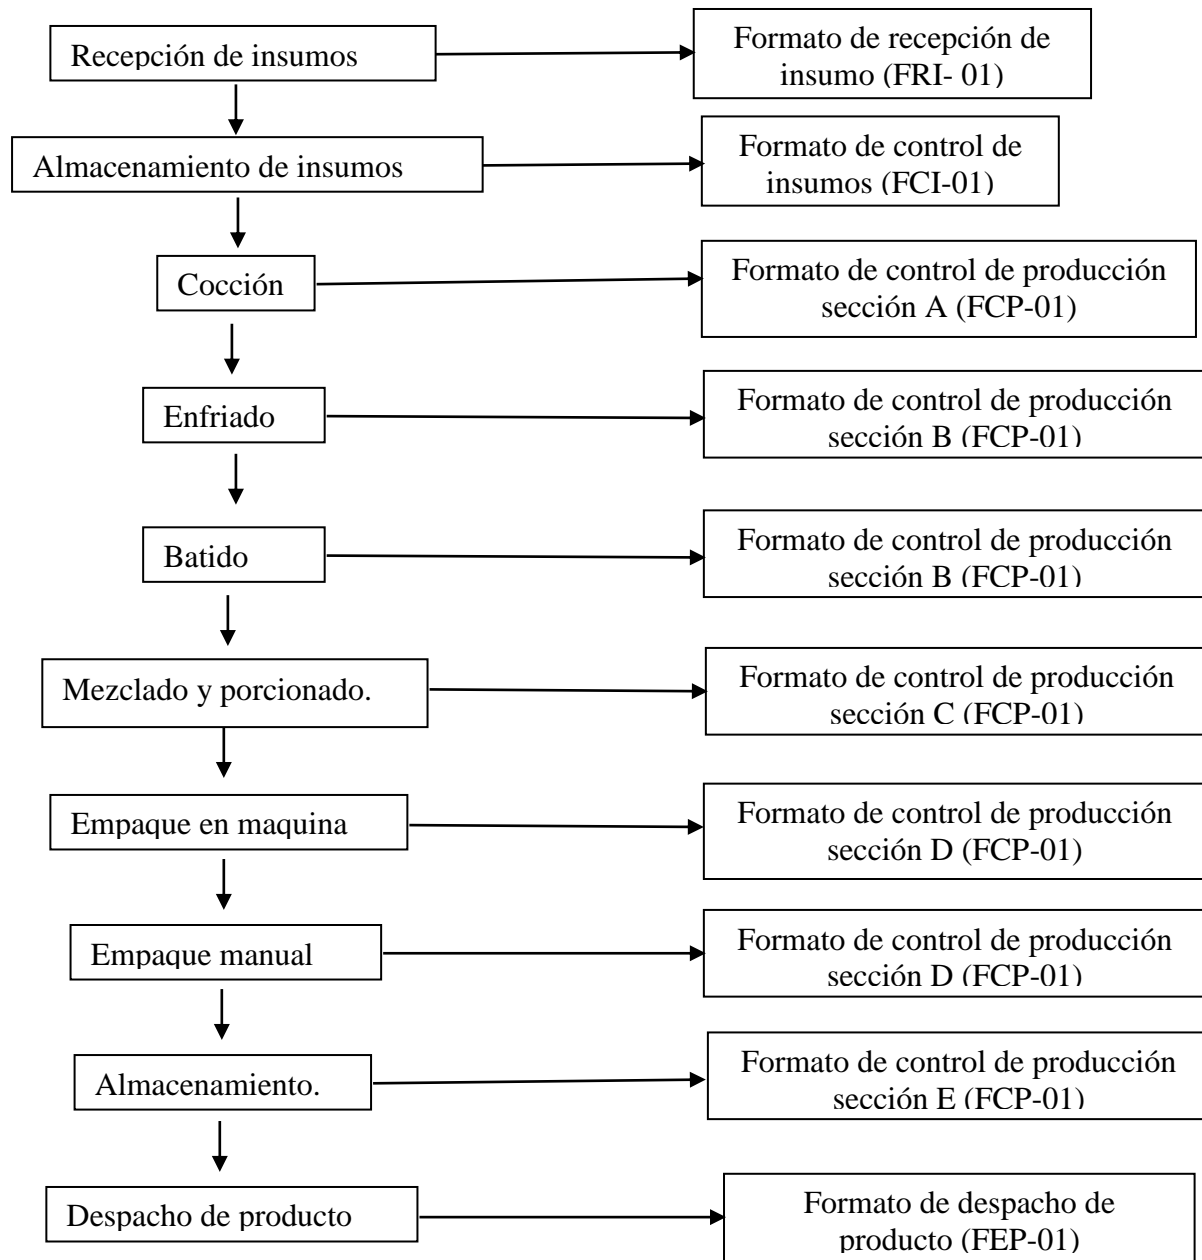 Recepción de insumos
Formato de recepción de
insumo (FRI- 01)
Almacenamiento de insumos
Formato de control de
insumos (FCI-01)
Cocción
Formato de control de producción
sección A (FCP-01)
Enfriado
Formato de control de producción
sección B (FCP-01)
Batido
Formato de control de producción
sección B (FCP-01)
Mezclado y porcionado.
Formato de control de producción
sección C (FCP-01)
Empaque en maquina
Formato de control de producción
sección D (FCP-01)
Empaque manual
Formato de control de producción
sección D (FCP-01)
Almacenamiento.
Formato de control de producción
sección E (FCP-01)
Despacho de producto
Formato de despacho de
producto (FEP-01)